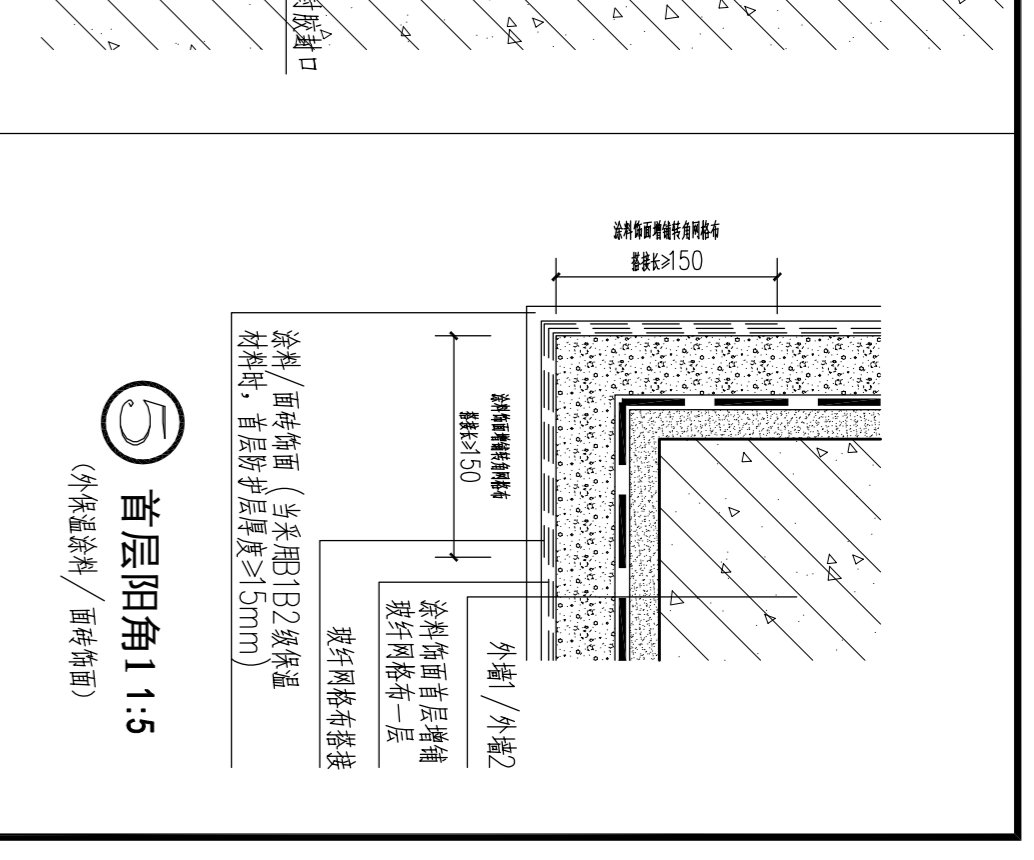 封胶封口
涂料饰面增铺转角网格布
搭接长≥150
涂料饰面增铺转角网格布
搭接长≥150
外墙1/外墙2
涂料饰面首层增铺
玻纤网格布一层
玻纤网格布搭接
涂料/面砖饰面（当采用B1B2级保温
材料时，首层防护层厚度≥15mm）
5 首层阳角1 1:5
(外保温涂料/面砖饰面)